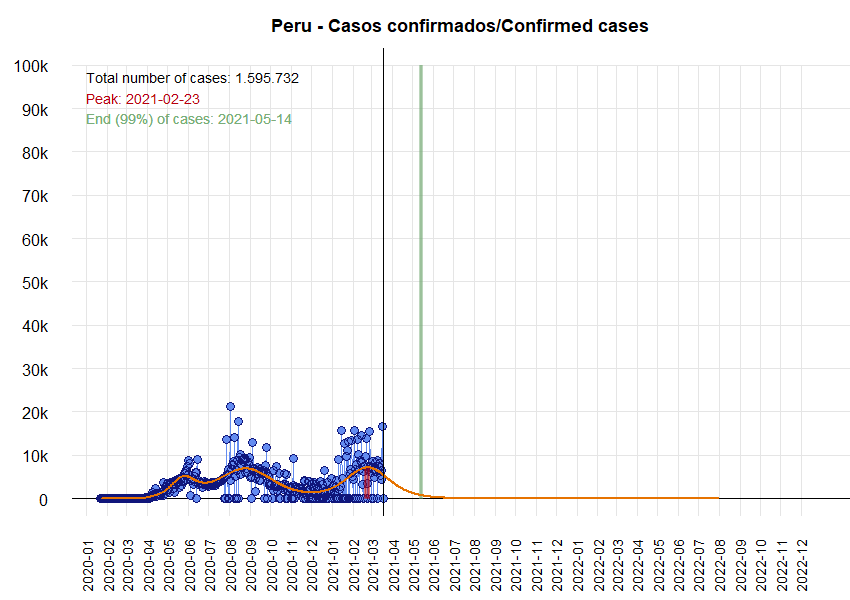 Peru - Casos confirmados/Confirmed cases
Total number of cases: 1.595.732
Peak: 2021-02-23
End (99%) of cases: 2021-05-14
100k
90k
80k
70k
60k
50k
40k
30k
20k
10k
0
2020-01
2020-02
2020-03
2020-04
2020-05
2020-06
2020-07
2020-08
2020-09
2020-10
2020-11
2020-12
2021-01
2021-02
2021-03
2021-04
2021-05
2021-06
2021-07
2021-08
2021-09
2021-10
2021-11
2021-12
2022-01
2022-02
2022-03
2022-04
2022-05
2022-06
2022-07
2022-08
2022-09
2022-10
2022-11
2022-12